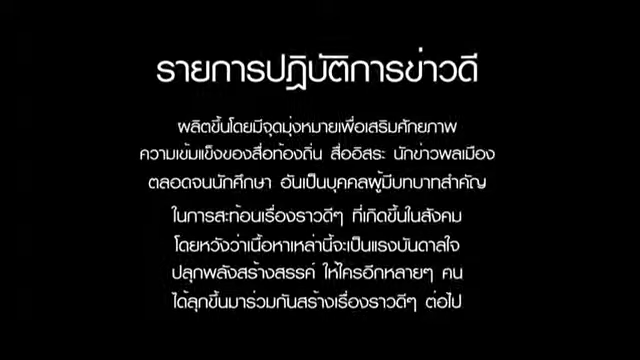 รายการปฏิบัติการข่าวดี
ผลิตขึ้นโดยมีจุดมุ่งหมายเพื่อเสริมศักยภาพ
ความเข้มแข็งของสื่อท้องถิ่น สื่ออิสระ นักข่าวพลเมือง
ตลอดจนนักศึกษา อันเป็นบุคคลผู้มีบทบาทสำคัญ
ในการสะท้อนเรื่องราวดีๆ ที่เกิดขึ้นในสังคม
โดยหวังว่าเนื้อหาเหล่านี้จะเป็นแรงบันดาลใจ
ปลุกพลังสร้างสรรค์ ให้ใครอีกหลายๆ คน
ได้ลุกขึ้นมาร่วมกันสร้างเรื่องราวดีๆ ต่อไป